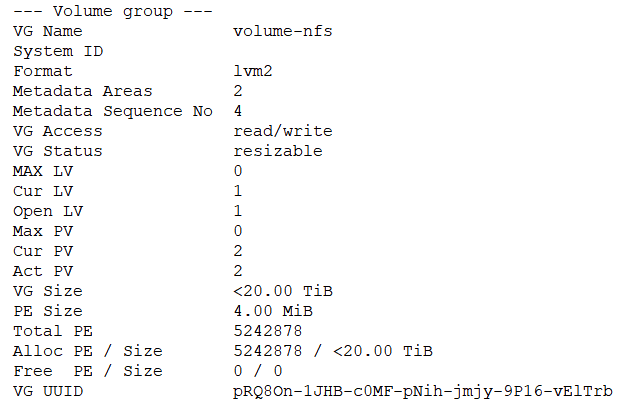 --- Volume group ---
VG Name               volume-nfs
System ID
Format                lvm2
Metadata Areas        2
Metadata Sequence No  4
VG Access             read/write
VG Status             resizable
MAX LV                0
Cur LV                1
Open LV               1
Max PV                0
Cur PV                2
Act PV                2
VG Size               <20.00 TiB
PE Size               4.00 MiB
Total PE              5242878
Alloc PE / Size       5242878 / <20.00 TiB
Free  PE / Size       0 / 0
VG UUID               pRQ8On-1JHB-c0MF-pNih-jmjy-9P16-vElTrb